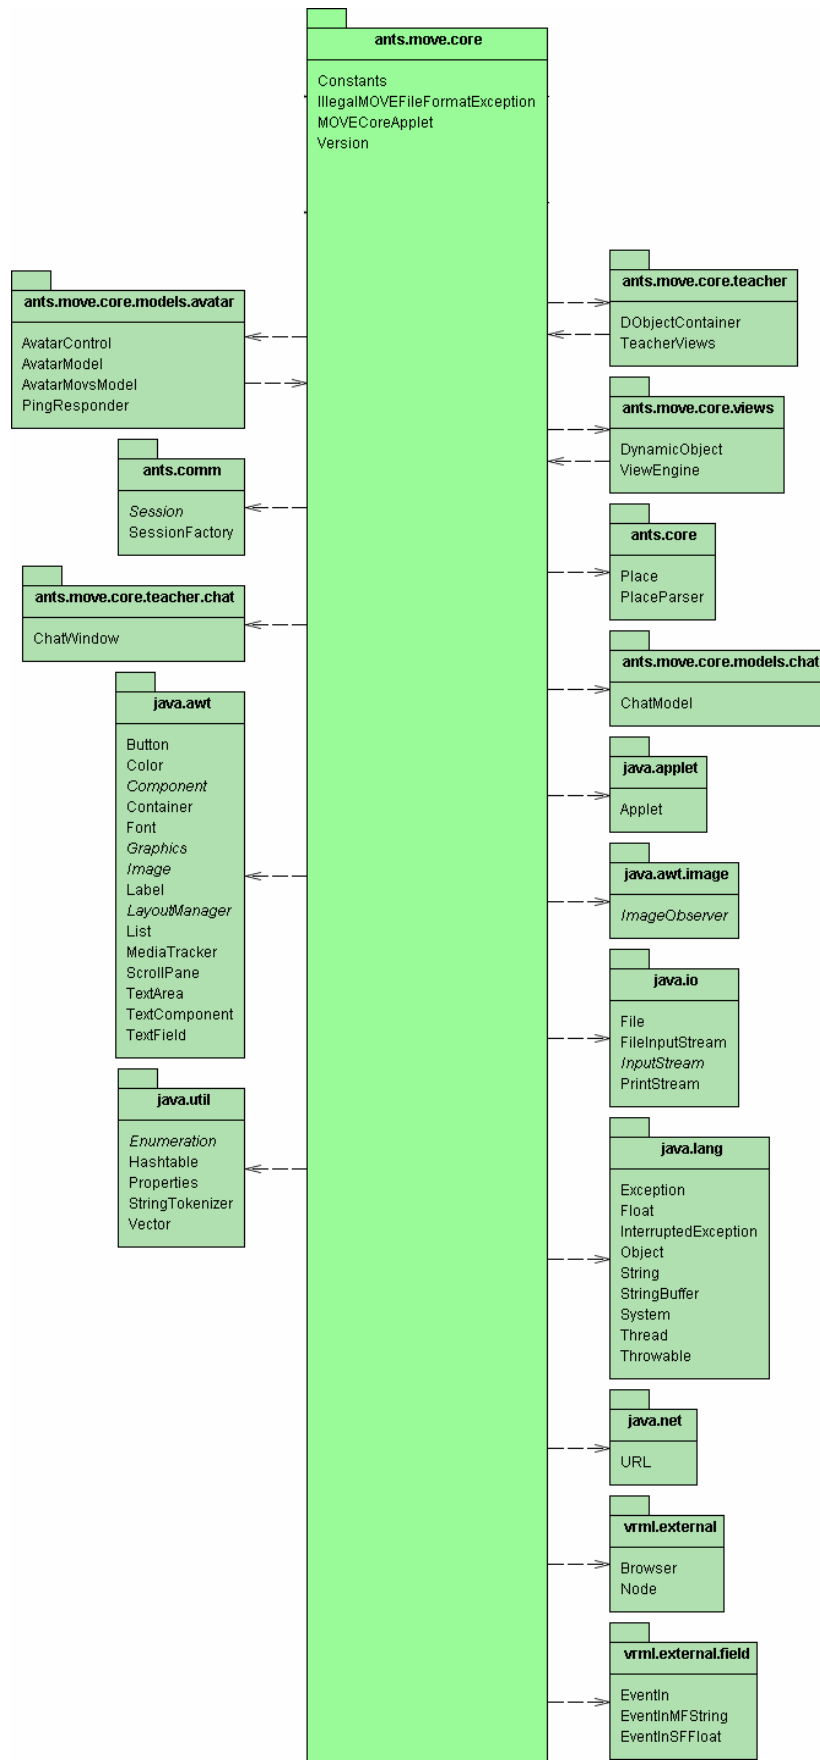 ants.move.core
Constants
IllegalMOVEFileFormatException
MOVECoreApplet
Version
ants.move.core.models.avatar
AvatarControl
AvatarModel
AvatarMovsModel
PingResponder
ants.comm
Session
SessionFactory
ants.move.core.teacher.chat
ChatWindow
java.awt
Button
Color
Component
Container
Font
Graphics
Image
Label
LayoutManager
List
MediaTracker
ScrollPane
TextArea
TextComponent
TextField
java.util
Enumeration
Hashtable
Properties
StringTokenizer
Vector
ants.move.core.teacher
DObjectContainer
TeacherViews
ants.move.core.views
DynamicObject
ViewEngine
ants.core
Place
PlaceParser
ants.move.core.models.chat
ChatModel
java.applet
Applet
java.awt.image
ImageObserver
java.io
File
FileInputStream
InputStream
PrintStream
java.lang
Exception
Float
InterruptedException
Object
String
StringBuffer
System
Thread
Throwable
java.net
URL
vrml.external
Browser
Node
vrml.external.field
EventIn
EventInMFString
EventInSFFloat